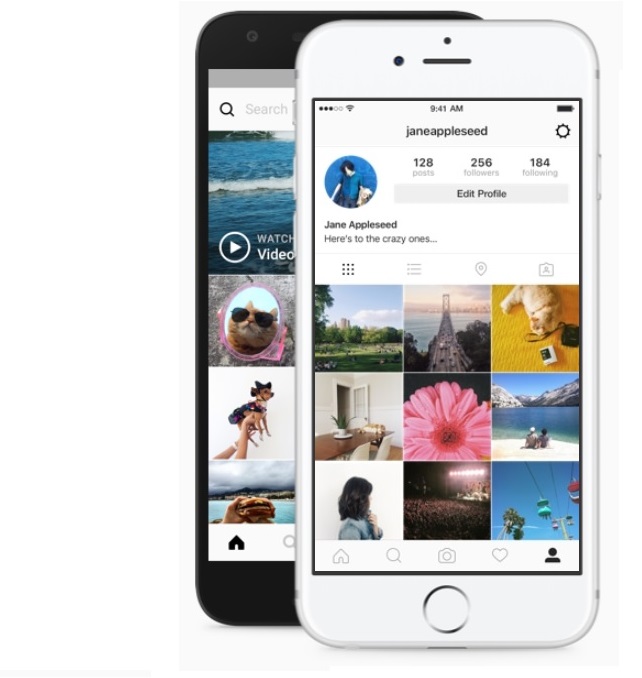 Search
WATCH
Video
9:41 AM
janeappleseed
128
posts
256
followers
184
following
Edit Profile
Jane Appleseed
Here's to the crazy ones...